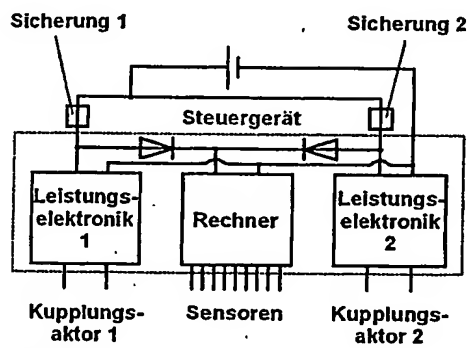 Sicherung 1
Sicherung 2
Steuergerät
Leistungs-
elektronik
1
Rechner
Leistungs-
elektronik
2
Kupplungs-
aktor 1
Sensoren
Kupplungs-
aktor 2